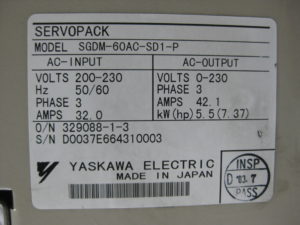 SERVOPACK
MODEL SGDM-60AC-SD1-P
AC-INPUT AC-OUTPUT
VOLTS 200-230 VOLTS 0-230
Hz 50/60 PHASE 3
PHASE 3 AMPS 42.1
AMPS 32.0 kW(hp) 5.5(7.37)
O/N 329088-1-3
S/N D0037E664310003
YASKAWA ELECTRIC
MADE IN JAPAN
INSP
D '03.7
PASS